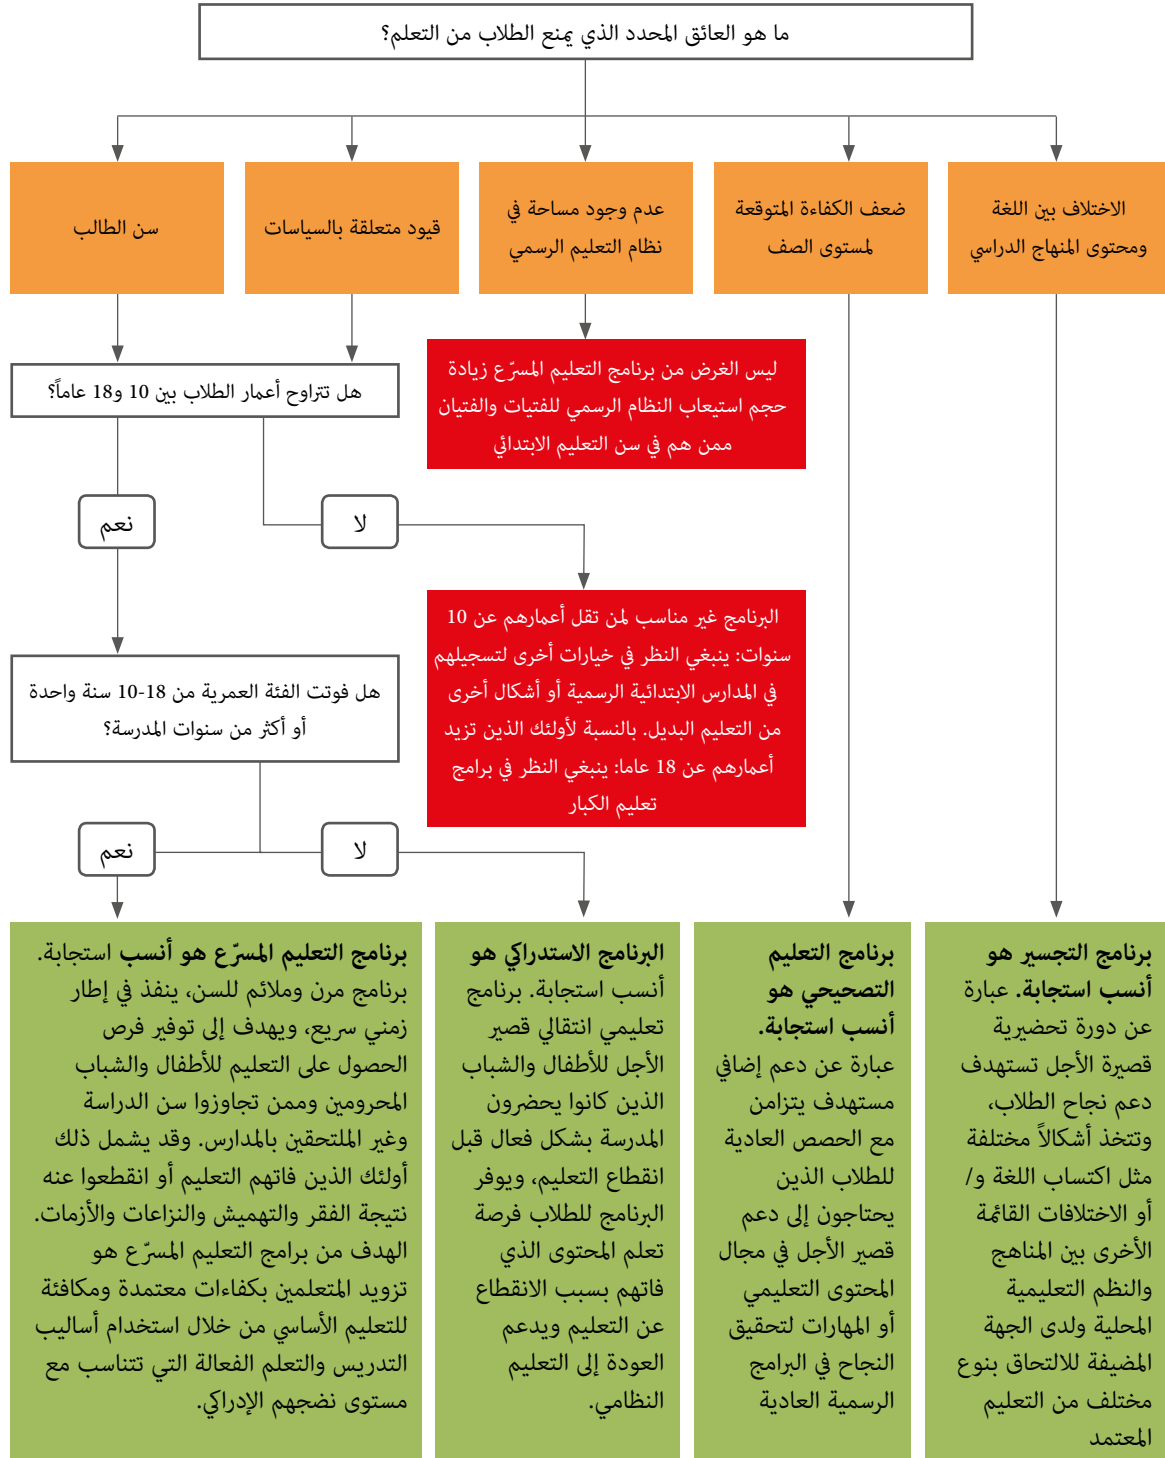 ما هو العائق المحدد الذي يمنع الطلاب من التعلم؟
الاختلاف بين اللغة
ومحتوى المنهاج الدراسي
ضعف الكفاءة المتوقعة
لمستوى الصف
عدم وجود مساحة في
نظام التعليم الرسمي
قيود متعلقة بالسياسات
سن الطالب
ليس الغرض من برنامج التعليم المسرّع زيادة
حجم استيعاب النظام الرسمي للفتيات والفتيان
ممن هم في سن التعليم الابتدائي
هل تتراوح أعمار الطلاب بين 10 و18 عاماً؟
لا
نعم
البرنامج غير مناسب لمن تقل أعمارهم عن 10
سنوات: ينبغي النظر في خيارات أخرى لتسجيلهم
في المدارس الابتدائية الرسمية أو أشكال أخرى
من التعليم البديل. بالنسبة لأولئك الذين تزيد
أعمارهم عن 18 عاما: ينبغي النظر في برامج
تعليم الكبار
هل فوتت الفئة العمرية من 18-10 سنة واحدة
أو أكثر من سنوات المدرسة؟
لا
نعم
برنامج التجسير هو
أنسب استجابة. عبارة
عن دورة تحضيرية
قصيرة الأجل تستهدف
دعم نجاح الطلاب،
وتتخذ أشكالاً مختلفة
مثل اكتساب اللغة و/
أو الاختلافات القائمة
الأخرى بين المناهج
والنظم التعليمية
المحلية ولدى الجهة
المضيفة للالتحاق بنوع
مختلف من التعليم
المعتمد
برنامج التعليم
التصحيحي هو
أنسب استجابة.
عبارة عن دعم إضافي
مستهدف يتزامن
مع الحصص العادية
للطلاب الذين
يحتاجون إلى دعم
قصير الأجل في مجال
المحتوى التعليمي
أو المهارات لتحقيق
النجاح في البرامج
الرسمية العادية
البرنامج الاستدراكي هو
أنسب استجابة. برنامج
تعليمي انتقالي قصير
الأجل للأطفال والشباب
الذين كانوا يحضرون
المدرسة بشكل فعال قبل
انقطاع التعليم، ويوفر
البرنامج للطلاب فرصة
تعلم المحتوى الذي
فاتهم بسبب الانقطاع
عن التعليم ويدعم
العودة إلى التعليم
النظامي.
برنامج التعليم المسرّع هو أنسب استجابة.
برنامج مرن وملائم للسن، ينفذ في إطار
زمني سريع، ويهدف إلى توفير فرص
الحصول على التعليم للأطفال والشباب
المحرومين وممن تجاوزوا سن الدراسة
وغير الملتحقين بالمدارس. وقد يشمل ذلك
أولئك الذين فاتهم التعليم أو انقطعوا عنه
نتيجة الفقر والتهميش والنزاعات والأزمات.
الهدف من برامج التعليم المسرّع هو
تزويد المتعلمين بكفاءات معتمدة ومكافئة
للتعليم الأساسي من خلال استخدام أساليب
التدريس والتعلم الفعالة التي تتناسب مع
مستوى نضجهم الإدراكي.